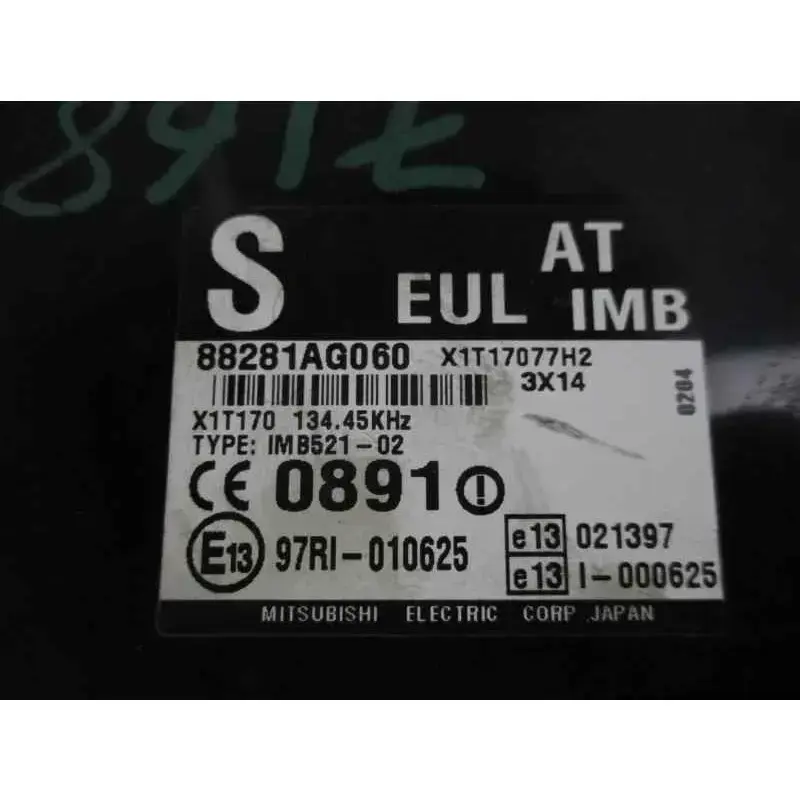 S AT
EUL IMB
88281AG060 X1T17077H2
3X14
0204
X1T170 134.45KHz
TYPE: IMB521-02
CE 0891
E13 97RI-010625
e13 021397
e13 I-000625
MITSUBISHI ELECTRIC CORP .JAPAN